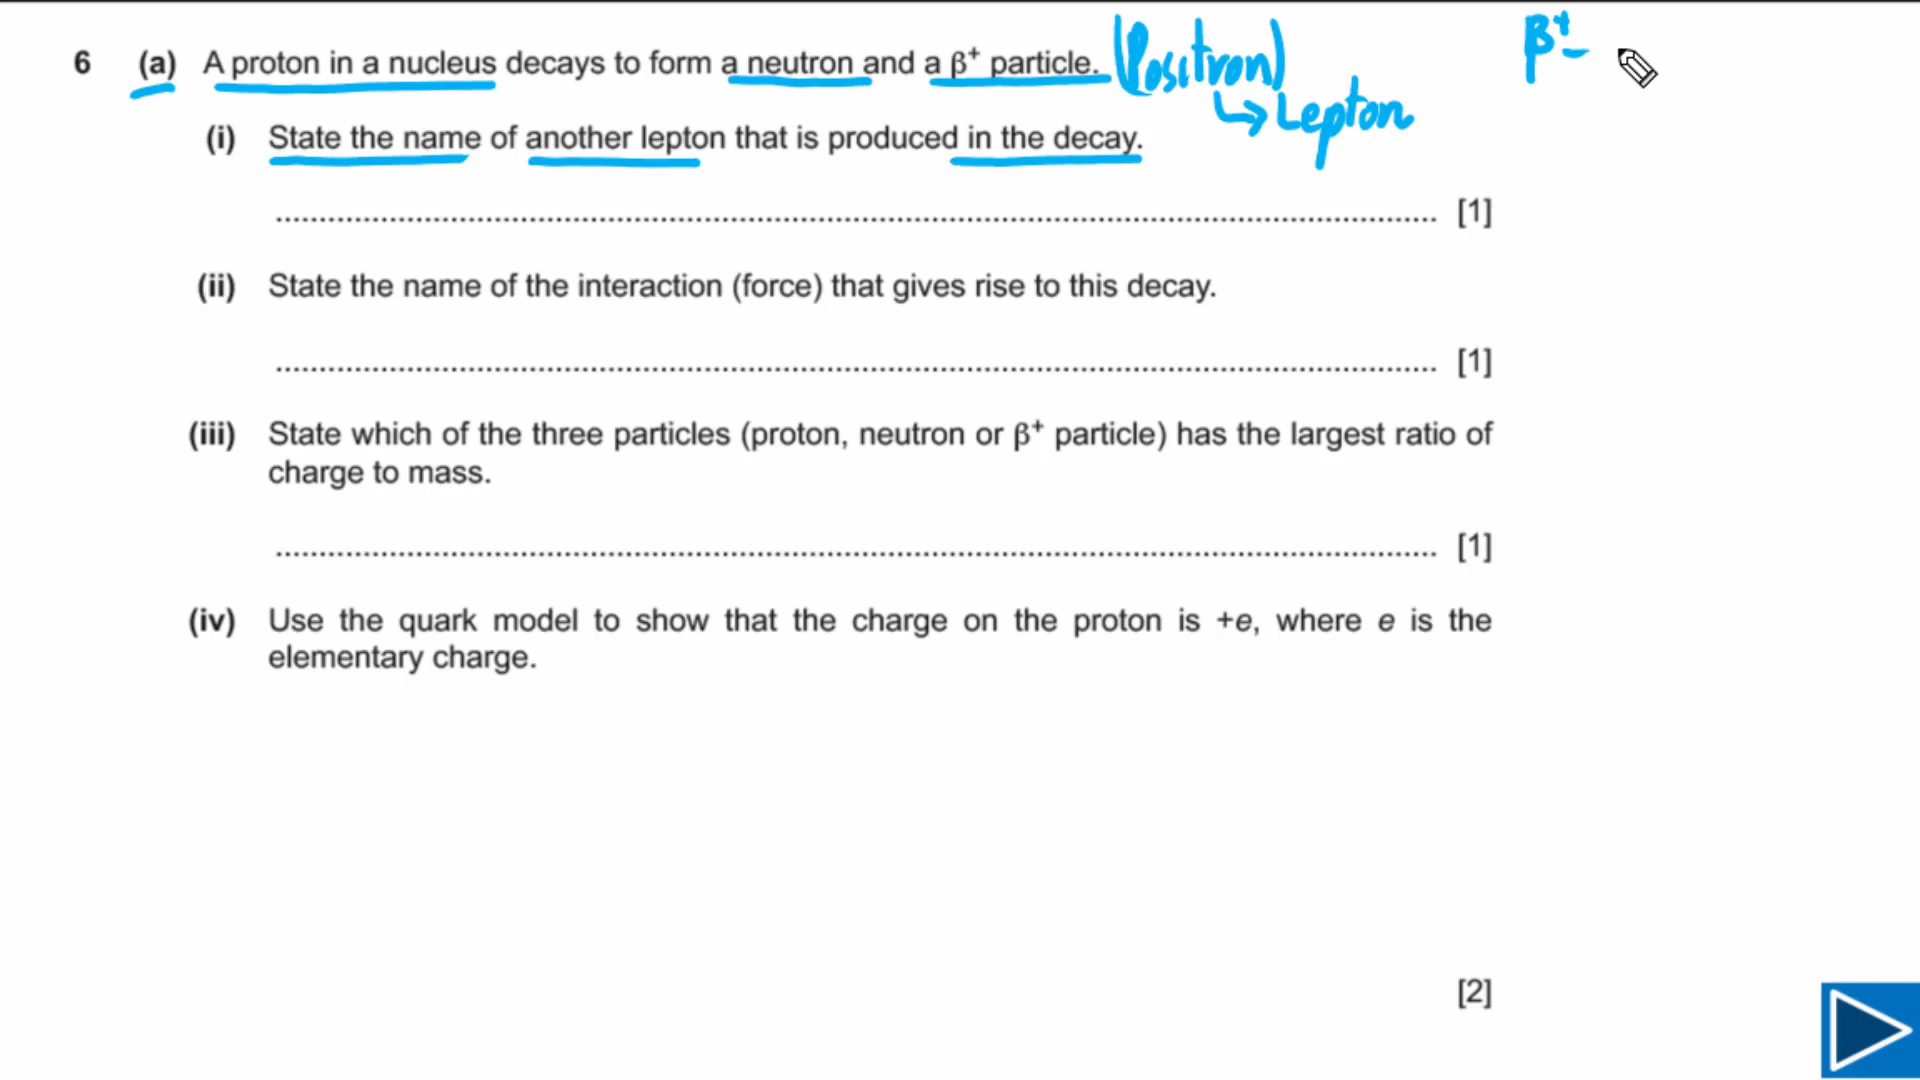 6 (a) A proton in a nucleus decays to form a neutron and a β⁺ particle. (Positron) β⁺ -
↳ Lepton
(i) State the name of another lepton that is produced in the decay.
.......................................................................................................................... [1]
(ii) State the name of the interaction (force) that gives rise to this decay.
.......................................................................................................................... [1]
(iii) State which of the three particles (proton, neutron or β⁺ particle) has the largest ratio of
charge to mass.
.......................................................................................................................... [1]
(iv) Use the quark model to show that the charge on the proton is +e, where e is the
elementary charge.
[2]